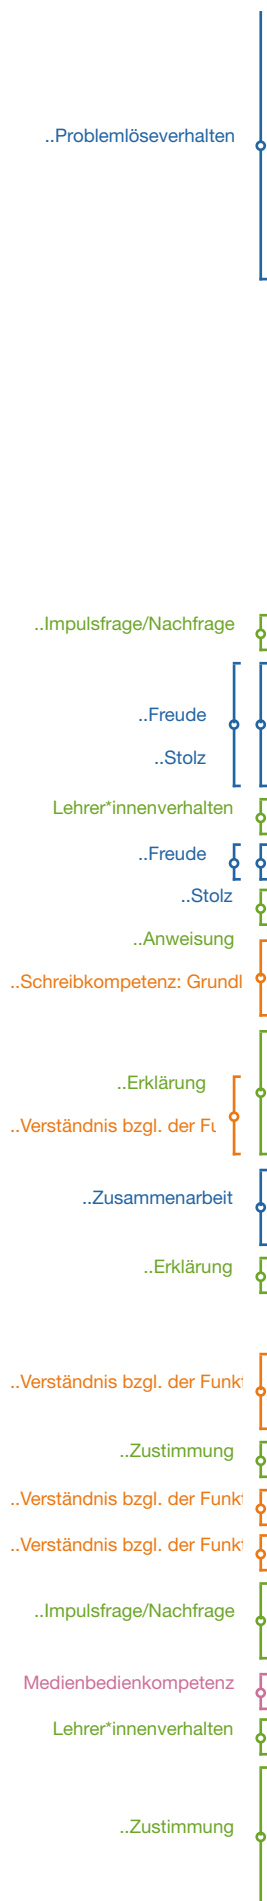 ..Problemlöseverhalten
..Impulsfrage/Nachfrage
..Freude
..Stolz
Lehrer*innenverhalten
..Freude
..Stolz
..Anweisung
..Schreibkompetenz: Grundl
..Erklärung
..Verständnis bzgl. der Fu
..Zusammenarbeit
..Erklärung
..Verständnis bzgl. der Funkt
..Zustimmung
..Verständnis bzgl. der Funkt
..Verständnis bzgl. der Funkt
..Impulsfrage/Nachfrage
Medienbedienkompetenz
Lehrer*innenverhalten
..Zustimmung